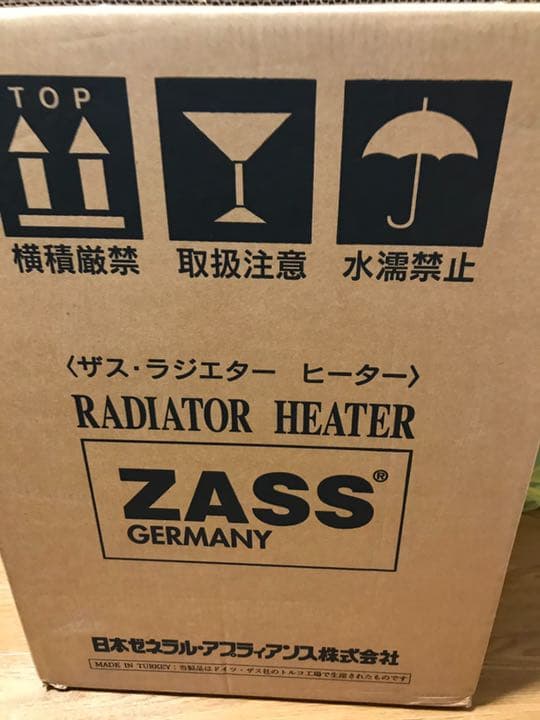 TOP
横積厳禁 取扱注意 水濡禁止
〈ザス・ラジエター ヒーター〉
RADIATOR HEATER
ZASS®
GERMANY
日本ゼネラル・アプライアンス株式会社
MADE IN TURKEY : 当製品はドイツ・ザス社のトルコ工場で生産されたものです